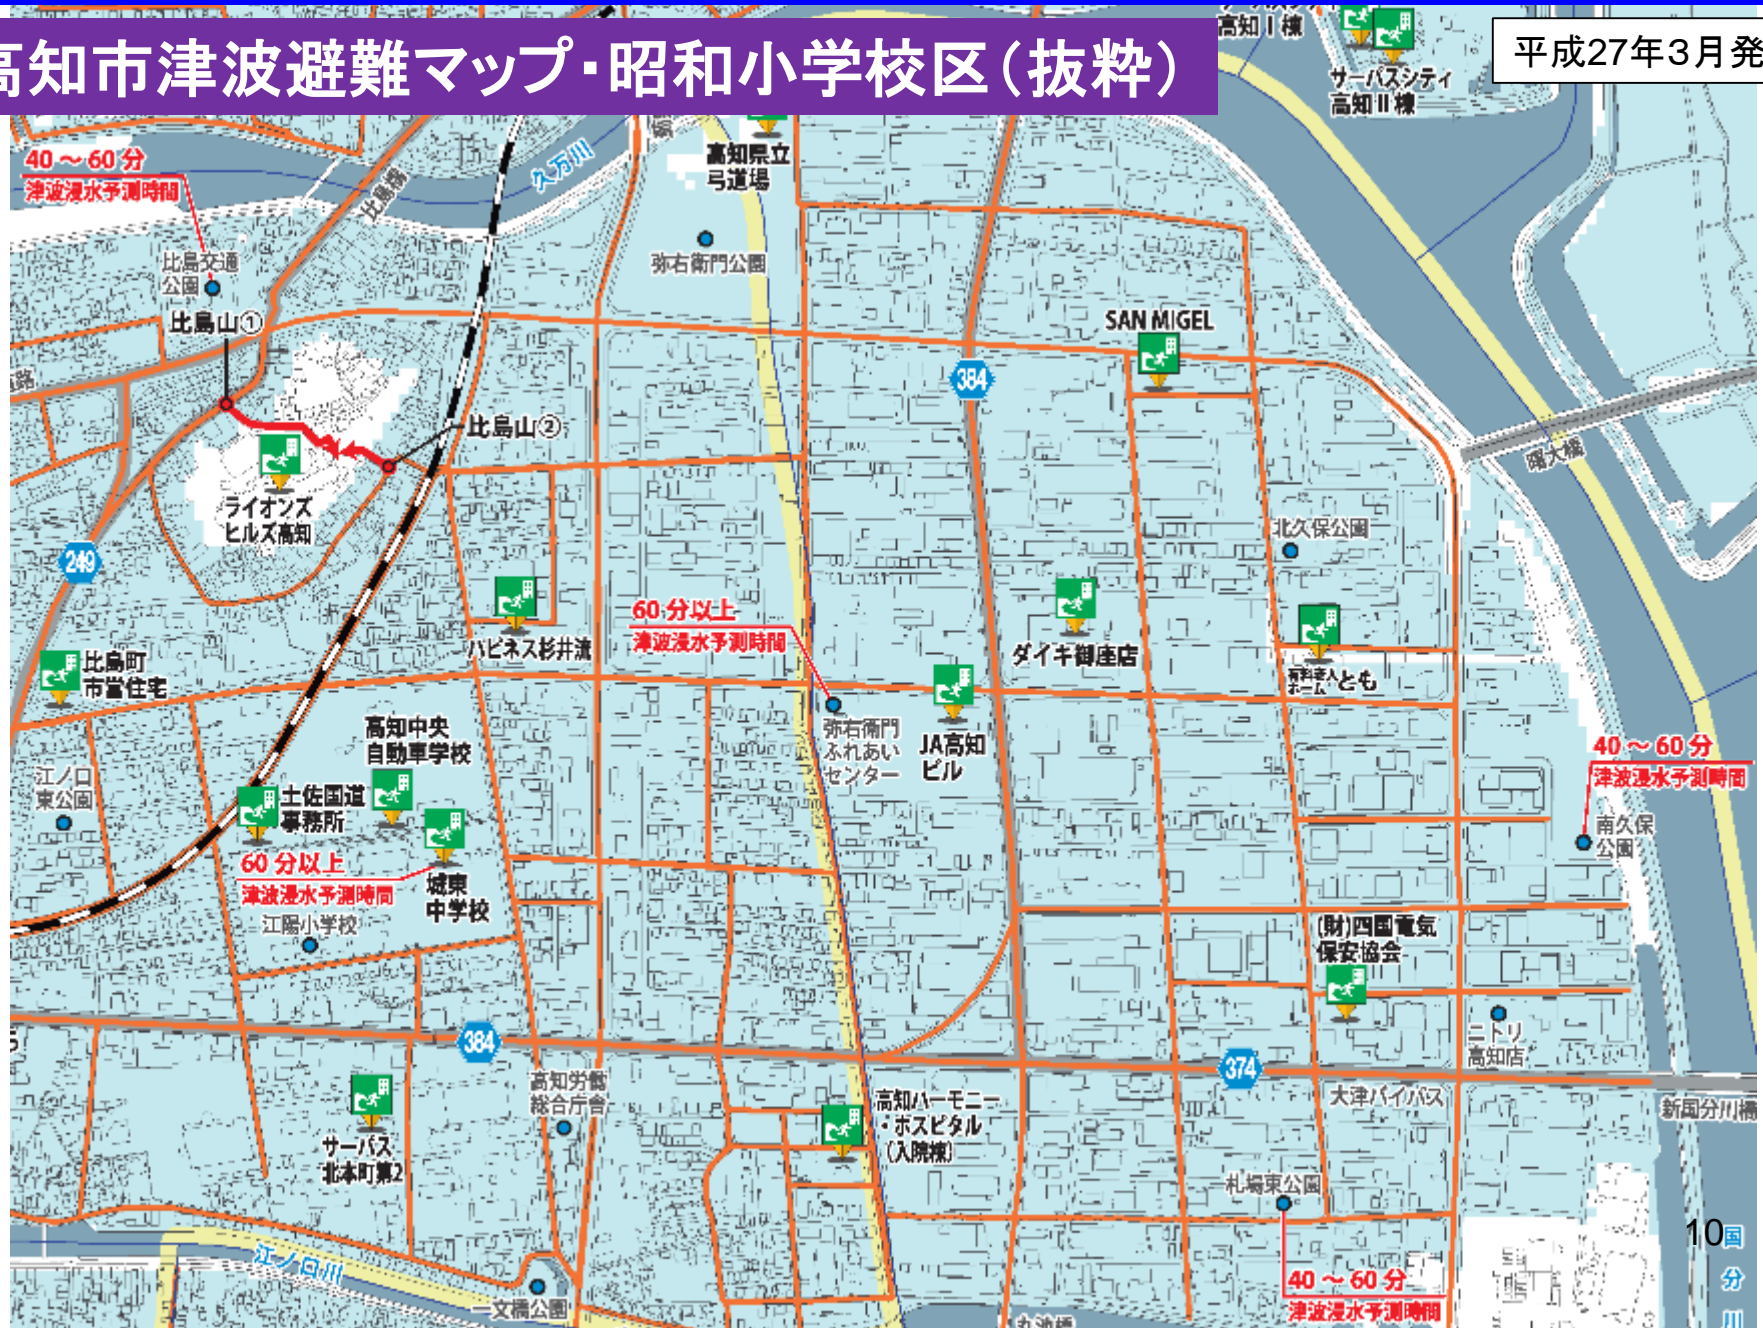 高知市津波避難マップ・昭和小学校区（抜粋）
平成27年3月発
高知Ⅰ棟
サーパスシティ
高知Ⅱ棟
40～60分
津波浸水予測時間
比島橋
久万川
高知県立
弓道場
比島交通
公園
弥右衛門公園
比島山①
SAN MIGEL
384
比島山②
曙大橋
ライオンズ
ヒルズ高知
北久保公園
249
60分以上
津波浸水予測時間
ハピネス杉井流
ダイキ御座店
比島町
市営住宅
有料老人
ホーム
とも
高知中央
自動車学校
弥右衛門
ふれあい
センター
JA高知
ビル
40～60分
津波浸水予測時間
江ノ口
東公園
土佐国道
事務所
南久保
公園
60分以上
津波浸水予測時間
城東
中学校
江陽小学校
(財)四国電気
保安協会
384
ニトリ
高知店
374
高知労働
総合庁舎
高知ハーモニー
・ホスピタル
（入院棟）
大津バイパス
新国分川橋
サーパス
北本町第2
札場東公園
10
国分川
江ノ口川
一文橋公園
40～60分
津波浸水予測時間